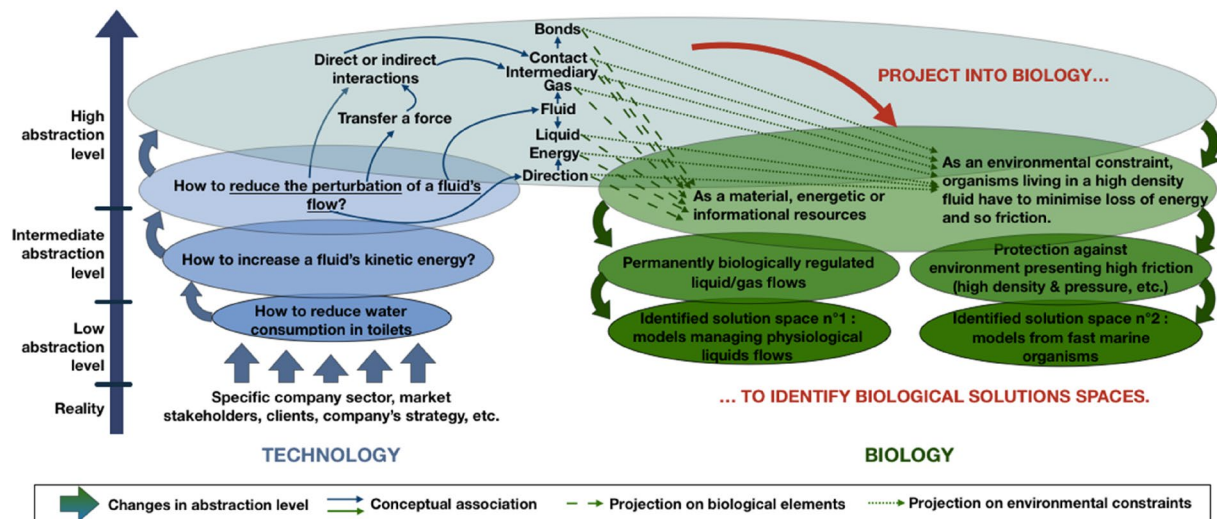 High
abstraction
level
Intermediate
abstraction
level
Low
abstraction
level
Reality
Bonds
Contact
Intermediary
Gas
Fluid
Liquid
Energy
Direction
Direct or indirect
interactions
Transfer a force
How to reduce the perturbation of a fluid's
flow?
How to increase a fluid's kinetic energy?
How to reduce water
consumption in toilets
Specific company sector, market
stakeholders, clients, company's strategy, etc.
TECHNOLOGY
PROJECT INTO BIOLOGY...
As a material, energetic or
informational resources
As an environmental constraint,
organisms living in a high density
fluid have to minimise loss of energy
and so friction.
Permanently biologically regulated
liquid/gas flows
Protection against
environment presenting high friction
(high density & pressure, etc.)
Identified solution space n°1 :
models managing physiological
liquids flows
Identified solution space n°2 :
models from fast marine
organisms
... TO IDENTIFY BIOLOGICAL SOLUTIONS SPACES.
BIOLOGY
Changes in abstraction level
Conceptual association
Projection on biological elements
Projection on environmental constraints